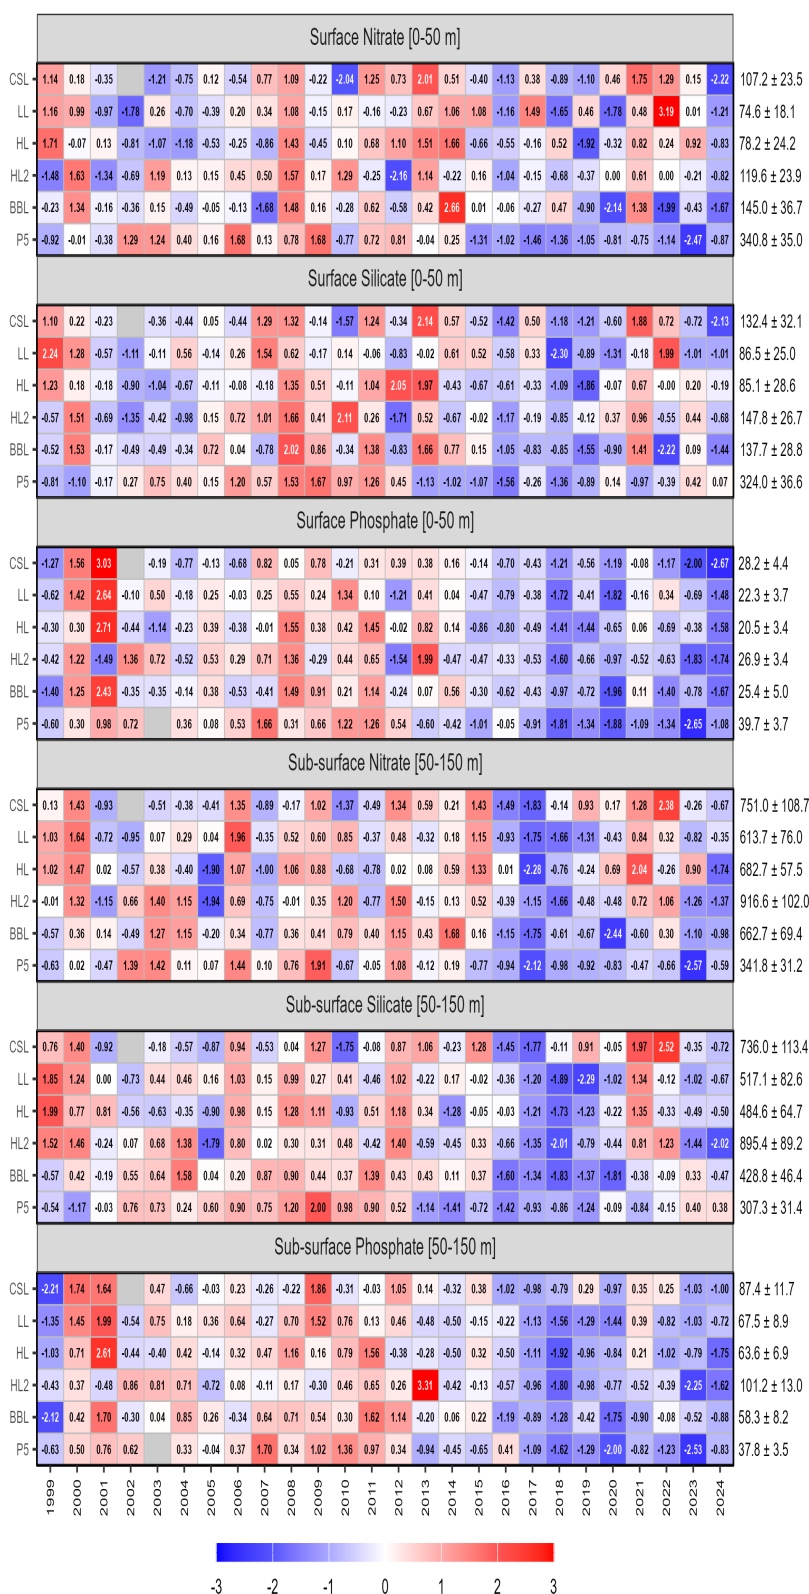 Surface Nitrate [0-50 m]
CSL 1.14 0.18 -0.35 -1.21 -0.75 0.12 -0.54 0.77 1.09 -0.22 -2.04 1.25 0.73 2.01 0.51 -0.40 -1.13 0.38 -0.89 -1.10 0.46 1.75 1.29 0.15 -2.22 107.2 ± 23.5
LL 1.16 0.99 -0.97 -1.78 0.26 -0.70 -0.39 0.20 0.34 1.08 -0.15 0.17 -0.16 -0.23 0.67 1.06 1.08 -1.16 1.49 -1.65 0.46 -1.78 0.48 3.19 0.01 -1.21 74.6 ± 18.1
HL 1.71 -0.07 0.13 -0.81 -1.07 -1.18 -0.53 -0.25 -0.86 1.43 -0.45 0.10 0.68 1.10 1.51 1.66 -0.66 -0.55 -0.16 0.52 -1.92 -0.32 0.82 0.24 0.92 -0.83 78.2 ± 24.2
HL2 -1.48 1.63 -1.34 -0.69 1.19 0.13 0.15 0.45 0.50 1.57 0.17 1.29 -0.25 -2.16 1.14 -0.22 0.16 -1.04 -0.15 -0.68 -0.37 0.00 0.61 0.00 -0.21 -0.82 119.6 ± 23.9
BBL -0.23 1.34 -0.16 -0.36 0.15 -0.49 -0.05 -0.13 -1.68 1.48 0.16 -0.28 0.62 -0.58 0.42 2.66 0.01 -0.06 -0.27 0.47 -0.90 -2.14 1.38 -1.99 -0.43 -1.67 145.0 ± 36.7
P5 -0.92 -0.01 -0.38 1.29 1.24 0.40 0.16 1.68 0.13 0.78 1.68 -0.77 0.72 0.81 -0.04 0.25 -1.31 -1.02 -1.46 -1.36 -1.05 -0.81 -0.75 -1.14 -2.47 -0.87 340.8 ± 35.0
Surface Silicate [0-50 m]
CSL 1.10 0.22 -0.23 -0.36 -0.44 0.05 -0.44 1.29 1.32 -0.14 -1.57 1.24 -0.34 2.14 0.57 -0.52 -1.42 0.50 -1.18 -1.21 -0.60 1.88 0.72 -0.72 -2.13 132.4 ± 32.1
LL 2.24 1.28 -0.57 -1.11 -0.11 0.56 -0.14 0.26 1.54 0.62 -0.17 0.14 -0.06 -0.83 -0.02 0.61 0.52 -0.58 0.33 -2.30 -0.89 -1.31 -0.18 1.99 -1.01 -1.01 86.5 ± 25.0
HL 1.23 0.18 -0.18 -0.90 -1.04 -0.67 -0.11 -0.08 -0.18 1.35 0.51 -0.11 1.04 2.05 1.97 -0.43 -0.67 -0.61 -0.33 -1.09 -1.86 -0.07 0.67 -0.00 0.20 -0.19 85.1 ± 28.6
HL2 -0.57 1.51 -0.69 -1.35 -0.42 -0.98 0.15 0.72 1.01 1.66 0.41 2.11 0.26 -1.71 0.52 -0.67 -0.02 -1.17 -0.19 -0.85 -0.12 0.37 0.96 -0.55 0.44 -0.68 147.8 ± 26.7
BBL -0.52 1.53 -0.17 -0.49 -0.49 -0.34 0.72 0.04 -0.78 2.02 0.86 -0.34 1.38 -0.83 1.66 0.77 0.15 -1.05 -0.83 -0.85 -1.55 -0.90 1.41 -2.22 0.09 -1.44 137.7 ± 28.8
P5 -0.81 -1.10 -0.17 0.27 0.75 0.40 0.15 1.20 0.57 1.53 1.67 0.97 1.26 0.45 -1.13 -1.02 -1.07 -1.56 -0.26 -1.36 -0.89 0.14 -0.97 -0.39 0.42 0.07 324.0 ± 36.6
Surface Phosphate [0-50 m]
CSL -1.27 1.56 3.03 -0.19 -0.77 -0.13 -0.68 0.82 0.05 0.78 -0.21 0.31 0.39 0.38 0.16 -0.14 -0.70 -0.43 -1.21 -0.56 -1.19 -0.08 -1.17 -2.00 -2.67 28.2 ± 4.4
LL -0.62 1.42 2.64 -0.10 0.50 -0.18 0.25 -0.03 0.25 0.55 0.24 1.34 0.10 -1.21 0.41 0.04 -0.47 -0.79 -0.38 -1.72 -0.41 -1.82 -0.16 0.34 -0.69 -1.48 22.3 ± 3.7
HL -0.30 0.30 2.71 -0.44 -1.14 -0.23 0.39 -0.38 -0.01 1.55 0.38 0.42 1.45 -0.02 0.82 0.14 -0.86 -0.80 -0.49 -1.41 -1.44 -0.65 0.06 -0.69 -0.38 -1.58 20.5 ± 3.4
HL2 -0.42 1.22 -1.49 1.36 0.72 -0.52 0.53 0.29 0.71 1.36 -0.29 0.44 0.65 -1.54 1.99 -0.47 -0.47 -0.33 -0.53 -1.60 -0.66 -0.97 -0.52 -0.63 -1.83 -1.74 26.9 ± 3.4
BBL -1.40 1.25 2.43 -0.35 -0.35 -0.14 0.38 -0.53 -0.41 1.49 0.91 0.21 1.14 -0.24 0.07 0.56 -0.30 -0.62 -0.43 -0.97 -0.72 -1.96 0.11 -1.40 -0.78 -1.67 25.4 ± 5.0
P5 -0.60 0.30 0.98 0.72 0.36 0.08 0.53 1.66 0.31 0.66 1.22 1.26 0.54 -0.60 -0.42 -1.01 -0.05 -0.91 -1.81 -1.34 -1.88 -1.09 -1.34 -2.65 -1.08 39.7 ± 3.7
Sub-surface Nitrate [50-150 m]
CSL 0.13 1.43 -0.93 -0.51 -0.38 -0.41 1.35 -0.89 -0.17 1.02 -1.37 -0.49 1.34 0.59 0.21 1.43 -1.49 -1.83 -0.14 0.93 0.17 1.28 2.38 -0.26 -0.67 751.0 ± 108.7
LL 1.03 1.64 -0.72 -0.95 0.07 0.29 0.04 1.96 -0.35 0.52 0.60 0.85 -0.37 0.48 -0.32 0.18 1.15 -0.93 -1.75 -1.66 -1.31 -0.43 0.84 0.32 -0.82 -0.35 613.7 ± 76.0
HL 1.02 1.47 0.02 -0.57 0.38 -0.40 -1.90 1.07 -1.00 1.06 0.88 -0.68 -0.78 0.02 0.08 0.59 1.33 0.01 -2.28 -0.76 -0.24 0.69 2.04 -0.26 0.90 -1.74 682.7 ± 57.5
HL2 -0.01 1.32 -1.15 0.66 1.40 1.15 -1.94 0.69 -0.75 -0.01 0.35 1.20 -0.77 1.50 -0.15 0.13 0.52 -0.39 -1.15 -1.66 -0.48 -0.48 0.72 1.06 -1.26 -1.37 916.6 ± 102.0
BBL -0.57 0.36 0.14 -0.49 1.27 1.15 -0.20 0.34 -0.77 0.36 0.41 0.79 0.40 1.15 0.43 1.68 0.16 -1.15 -1.75 -0.61 -0.67 -2.44 -0.60 0.30 -1.10 -0.98 662.7 ± 69.4
P5 -0.63 0.02 -0.47 1.39 1.42 0.11 0.07 1.44 0.10 0.76 1.91 -0.67 -0.05 1.08 -0.12 0.19 -0.77 -0.94 -2.12 -0.98 -0.92 -0.83 -0.47 -0.66 -2.57 -0.59 341.8 ± 31.2
Sub-surface Silicate [50-150 m]
CSL 0.76 1.40 -0.92 -0.18 -0.57 -0.87 0.94 -0.53 0.04 1.27 -1.75 -0.08 0.87 1.06 -0.23 1.28 -1.45 -1.77 -0.11 0.91 -0.05 1.97 2.52 -0.35 -0.72 736.0 ± 113.4
LL 1.85 1.24 0.00 -0.73 0.44 0.46 0.16 1.03 0.15 0.99 0.27 0.41 -0.46 1.02 -0.22 0.17 -0.02 -0.36 -1.20 -1.89 -2.29 -1.02 1.34 -0.12 -1.02 -0.67 517.1 ± 82.6
HL 1.99 0.77 0.81 -0.56 -0.63 -0.35 -0.90 0.98 0.15 1.28 1.11 -0.93 0.51 1.18 0.34 -1.28 -0.05 -0.03 -1.21 -1.73 -1.23 -0.22 1.35 -0.33 -0.49 -0.50 484.6 ± 64.7
HL2 1.52 1.46 -0.24 0.07 0.68 1.38 -1.79 0.80 0.02 0.30 0.31 0.48 -0.42 1.40 -0.59 -0.45 0.33 -0.66 -1.35 -2.01 -0.79 -0.44 0.81 1.23 -1.44 -2.02 895.4 ± 89.2
BBL -0.57 0.42 -0.19 0.55 0.64 1.58 0.04 0.20 0.87 0.90 0.44 0.37 1.39 0.43 0.43 0.11 0.37 -1.60 -1.34 -1.83 -1.37 -1.81 -0.38 -0.09 0.33 -0.47 428.8 ± 46.4
P5 -0.54 -1.17 -0.03 0.76 0.73 0.24 0.60 0.90 0.75 1.20 2.00 0.98 0.90 0.52 -1.14 -1.41 -0.72 -1.42 -0.93 -0.86 -1.24 -0.09 -0.84 -0.15 0.40 0.38 307.3 ± 31.4
Sub-surface Phosphate [50-150 m]
CSL -2.21 1.74 1.64 0.47 -0.66 -0.03 0.23 -0.26 -0.22 1.86 -0.31 -0.03 1.05 0.14 -0.32 0.38 -1.02 -0.98 -0.79 0.29 -0.97 0.35 0.25 -1.03 -1.00 87.4 ± 11.7
LL -1.35 1.45 1.99 -0.54 0.75 0.18 0.36 0.64 -0.27 0.70 1.52 0.76 0.13 0.46 -0.48 -0.50 -0.15 -0.22 -1.13 -1.56 -1.29 -1.44 0.39 -0.82 -1.03 -0.72 67.5 ± 8.9
HL -1.03 0.71 2.61 -0.44 -0.40 0.42 -0.14 0.32 0.47 1.16 0.16 0.79 1.56 -0.38 -0.28 -0.50 0.32 -0.50 -1.11 -1.92 -0.96 -0.84 0.21 -1.02 -0.79 -1.75 63.6 ± 6.9
HL2 -0.43 0.37 -0.48 0.86 0.81 0.71 -0.72 0.08 -0.11 0.17 -0.30 0.46 0.65 0.26 3.31 -0.42 -0.13 -0.57 -0.96 -1.80 -0.98 -0.77 -0.52 -0.39 -2.25 -1.62 101.2 ± 13.0
BBL -2.12 0.42 1.70 -0.30 0.04 0.85 0.26 -0.34 0.64 0.71 0.54 0.30 1.62 1.14 -0.20 0.06 0.22 -1.19 -0.89 -1.28 -0.42 -1.75 -0.90 -0.08 -0.52 -0.88 58.3 ± 8.2
P5 -0.63 0.50 0.76 0.62 0.33 -0.04 0.37 1.70 0.34 1.02 1.36 0.97 0.34 -0.94 -0.45 -0.65 0.41 -1.09 -1.62 -1.29 -2.00 -0.82 -1.23 -2.53 -0.83 37.8 ± 3.5
1999 2000 2001 2002 2003 2004 2005 2006 2007 2008 2009 2010 2011 2012 2013 2014 2015 2016 2017 2018 2019 2020 2021 2022 2023 2024
-3 -2 -1 0 1 2 3